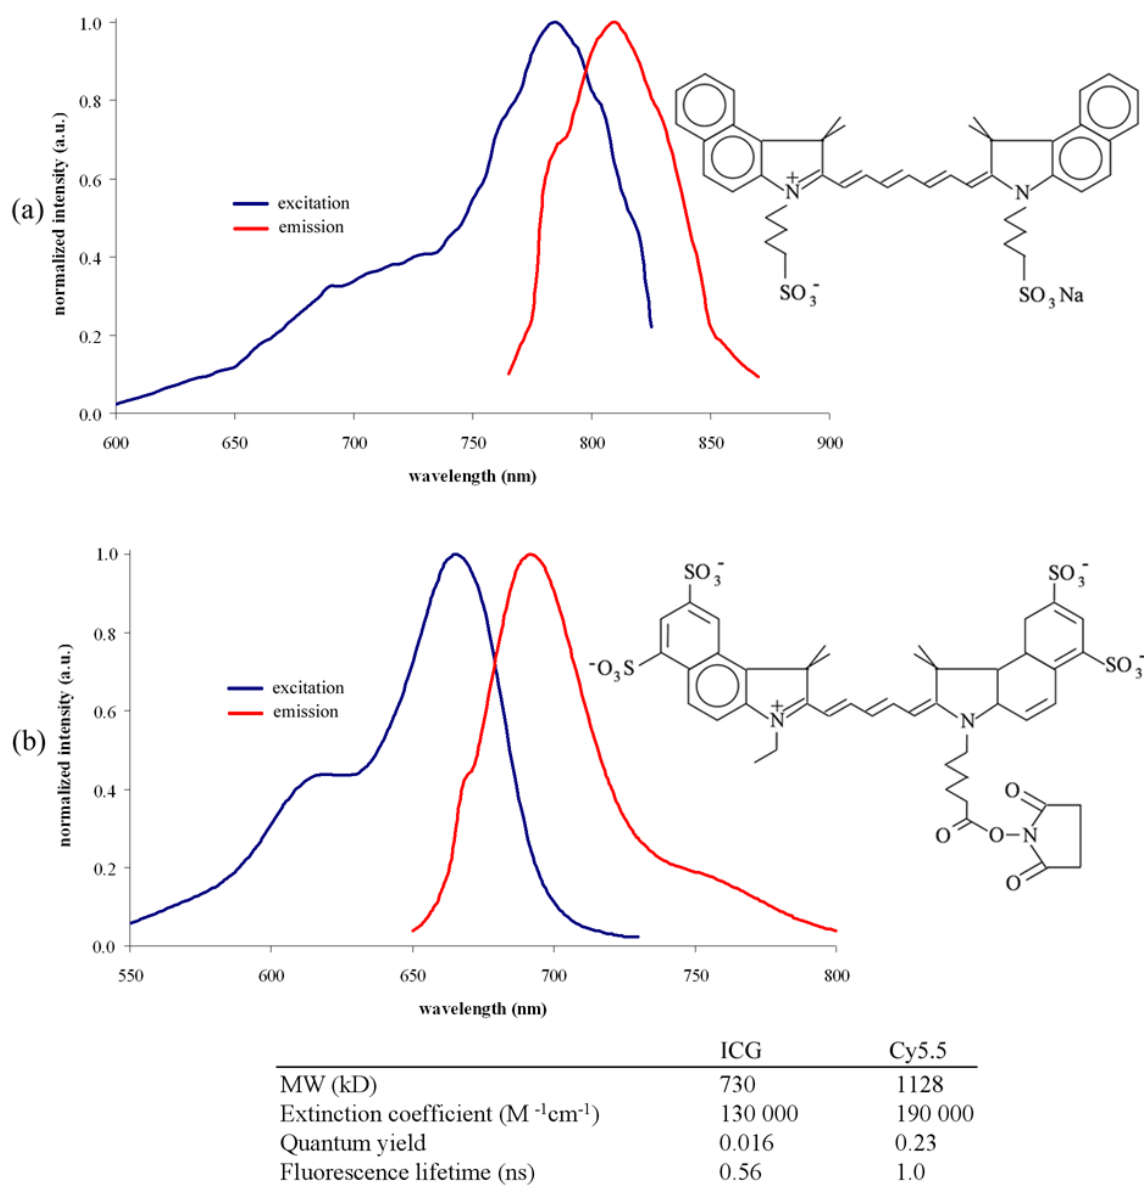 (a)
normalized intensity (a.u.)
1.0
0.8
0.6
0.4
0.2
0.0
excitation
emission
600 650 700 750 800 850 900
wavelength (nm)
N
+
N
SO3-
SO3Na
(b)
normalized intensity (a.u.)
1.0
0.8
0.6
0.4
0.2
0.0
excitation
emission
550 600 650 700 750 800
wavelength (nm)
SO3-
SO3-
-O3S
SO3-
N
+
N
O
O
O
N
O
ICG Cy5.5
MW (kD) 730 1128
Extinction coefficient (M -1cm-1) 130 000 190 000
Quantum yield 0.016 0.23
Fluorescence lifetime (ns) 0.56 1.0